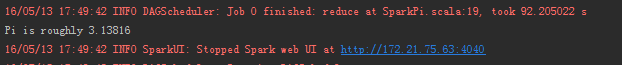 16/05/13 17:49:42 INFO DAGScheduler: Job 0 finished: reduce at SparkPi.scala:19, took 92.205022 s
Pi is roughly 3.13816
16/05/13 17:49:42 INFO SparkUI: Stopped Spark web UI at http://172.21.75.63:4040